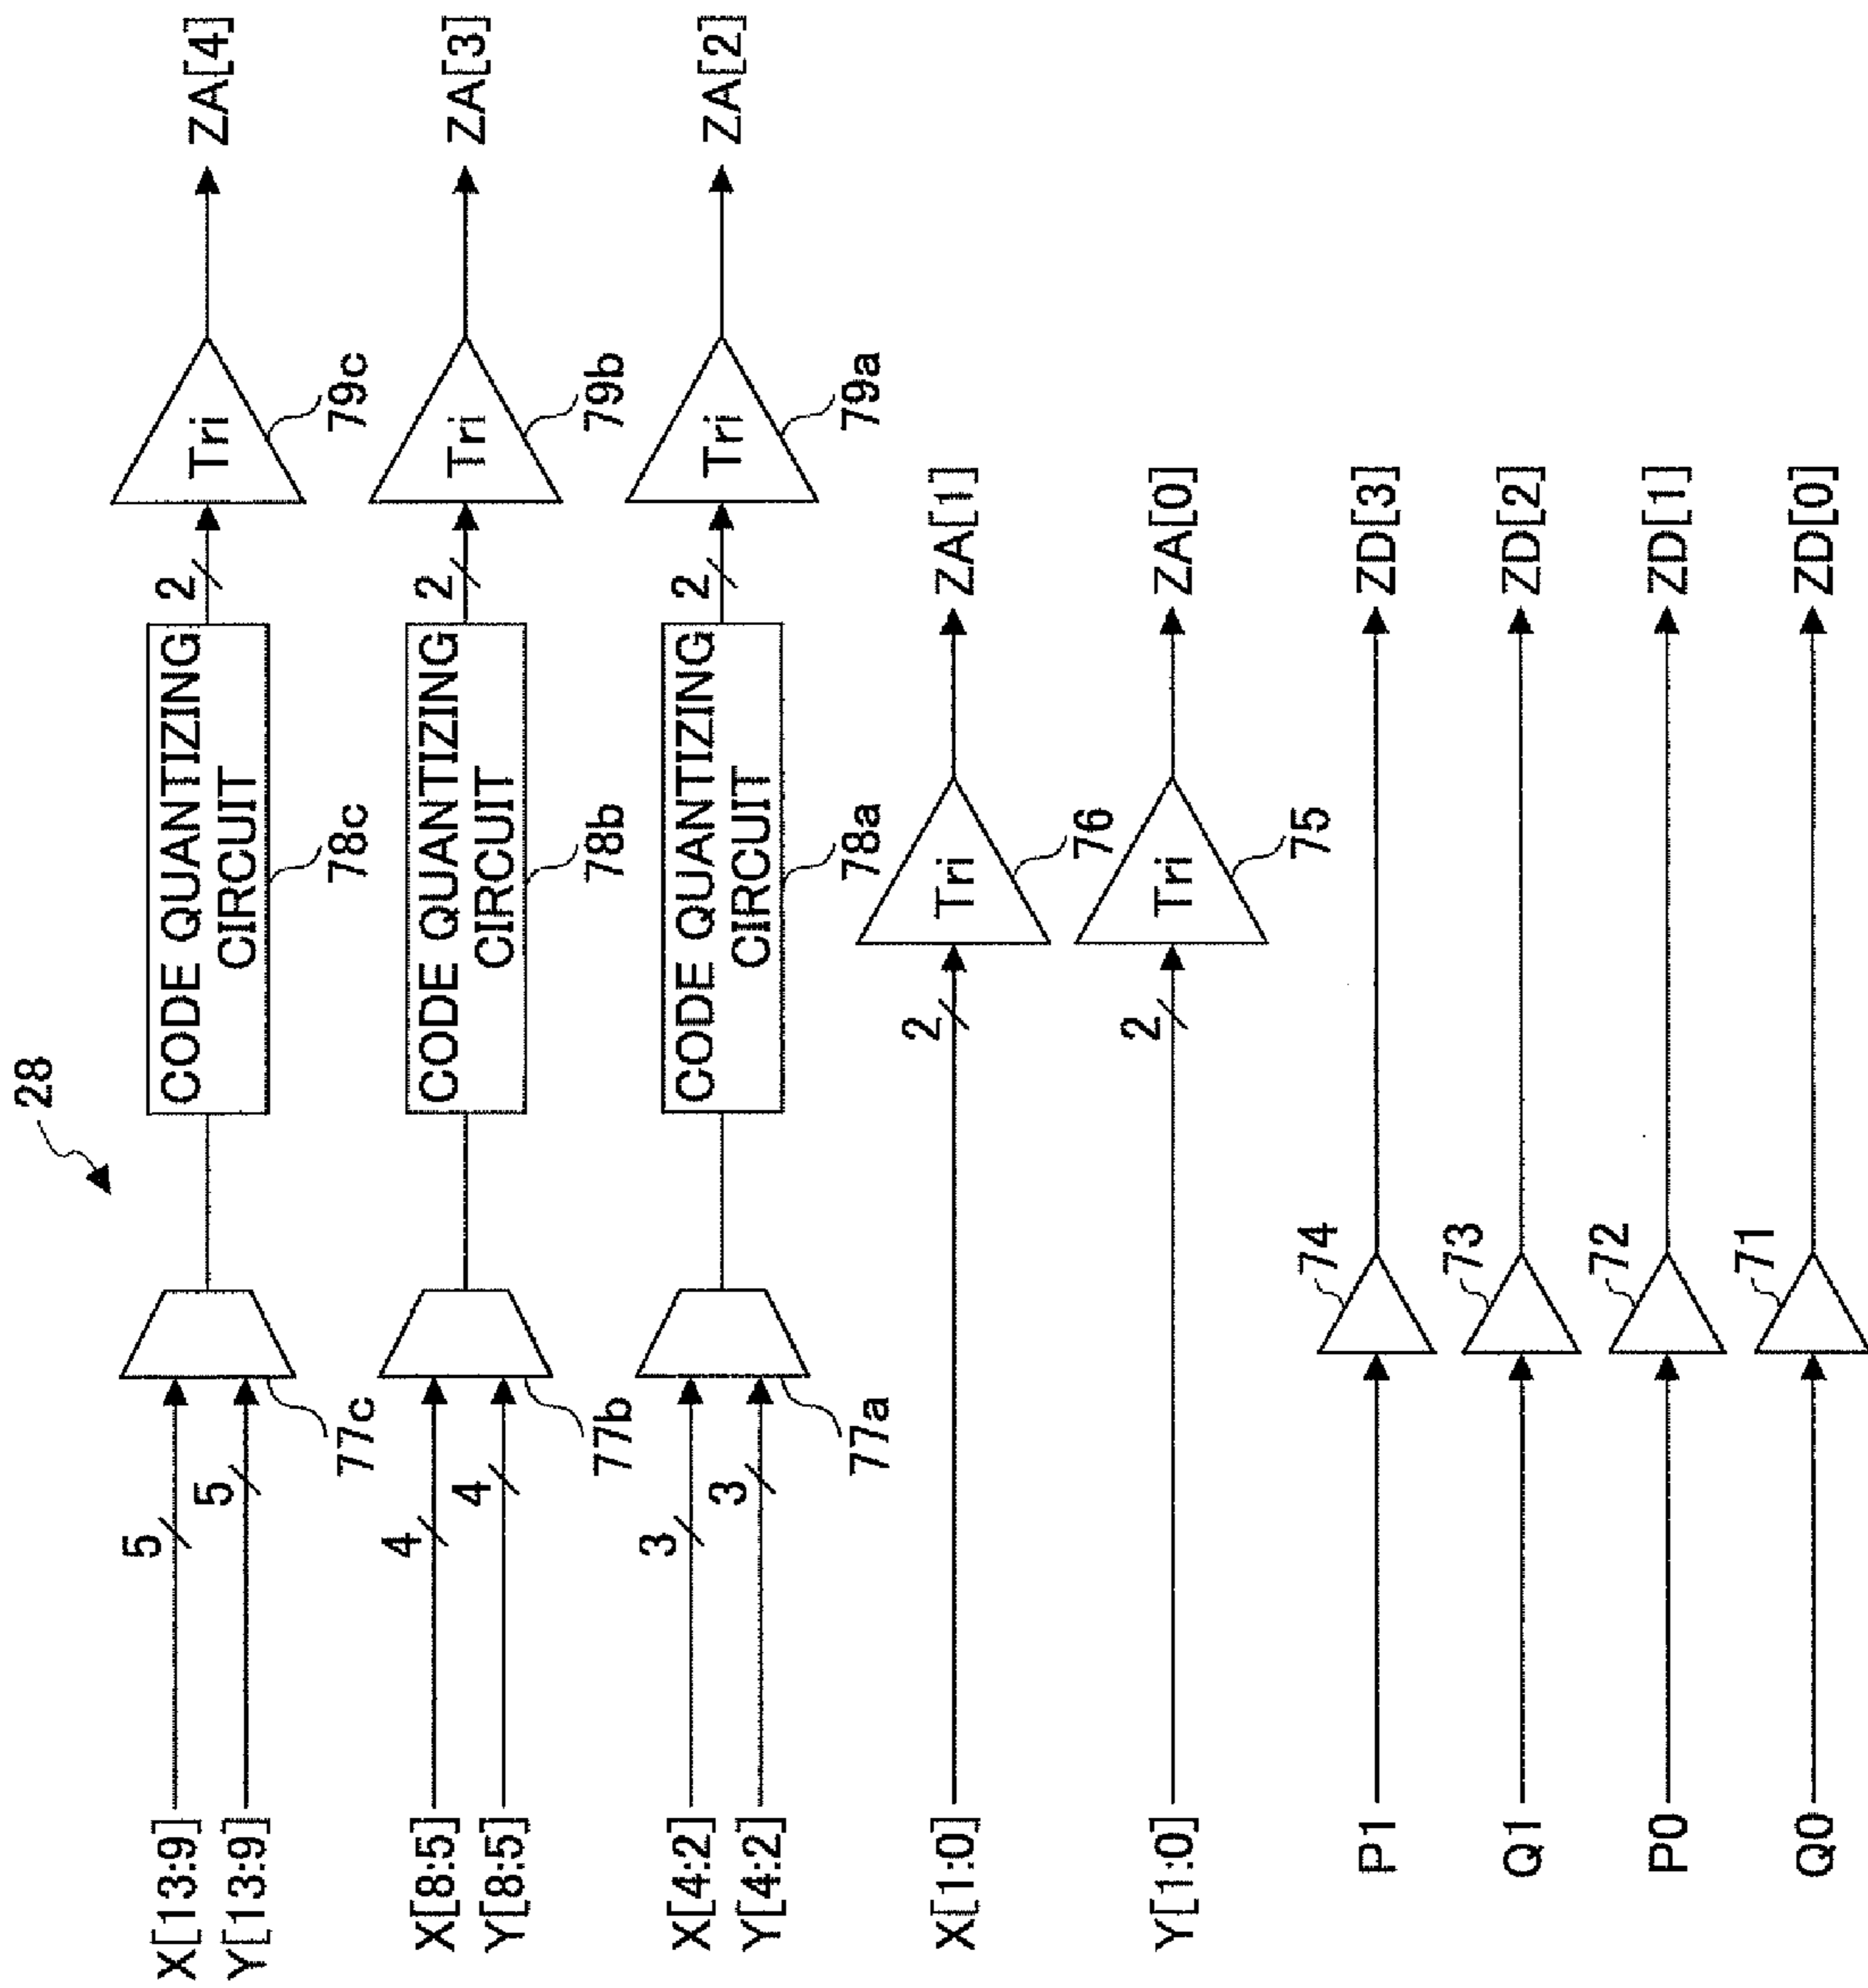 28
X[13:9]
Y[13:9]
5
5
77c
CODE QUANTIZING
CIRCUIT
78c
2
Tri
79c
ZA[4]
X[8:5]
Y[8:5]
4
4
77b
CODE QUANTIZING
CIRCUIT
78b
2
Tri
79b
ZA[3]
X[4:2]
Y[4:2]
3
3
77a
CODE QUANTIZING
CIRCUIT
78a
2
Tri
79a
ZA[2]
X[1:0]
2
Tri
76
ZA[1]
Y[1:0]
2
Tri
75
ZA[0]
P1
74
ZD[3]
Q1
73
ZD[2]
P0
72
ZD[1]
Q0
71
ZD[0]